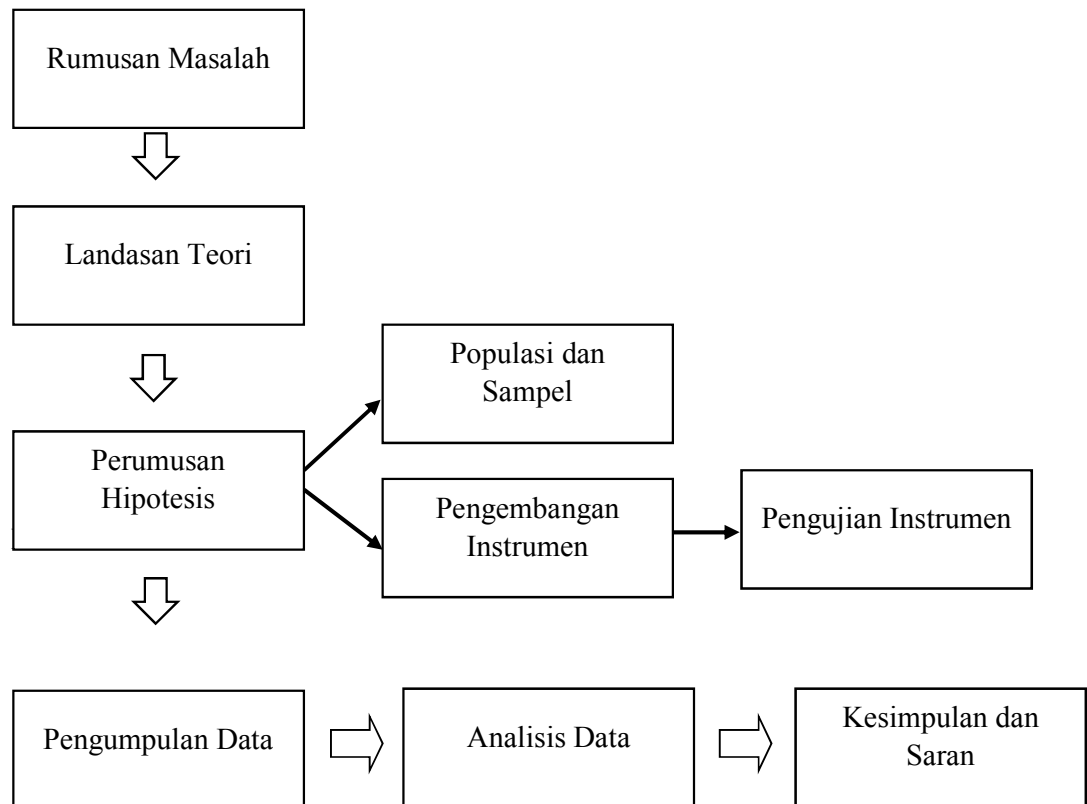 Rumusan Masalah
Landasan Teori
Populasi dan
Sampel
Perumusan
Hipotesis
Pengembangan
Instrumen
Pengujian Instrumen
Pengumpulan Data
Analisis Data
Kesimpulan dan
Saran